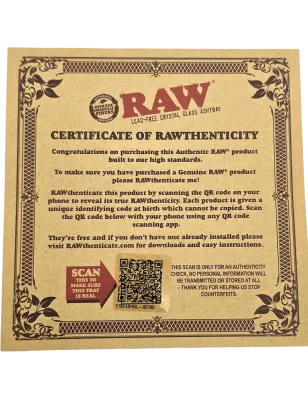 RAW®
LEAD-FREE CRYSTAL GLASS ASHTRAY
CERTIFICATE OF RAWTHENTICITY
Congratulations on purchasing this Authentic RAW® product
built to our high standards.
To make sure you have purchased a Genuine RAW® product
please RAWthenticate me!
RAWthenticate this product by scanning the QR code on your
phone to reveal its true RAWthenticity. Each product is given a
unique identifying code at birth which cannot be copied. Scan
the QR code below with your phone using any QR code
scanning app.
They're free and if you don't have one already installed please
visit RAWthenticate.com for downloads and easy instructions.
SCAN
THIS TO
MAKE SURE
THIS TRAY
IS REAL
THIS SCAN IS ONLY FOR AN AUTHENTICITY
CHECK, NO PERSONAL INFORMATION WILL
BE TRANSMITTED OR STORED AT ALL
- THANK YOU FOR HELPING US STOP
COUNTERFEITS.